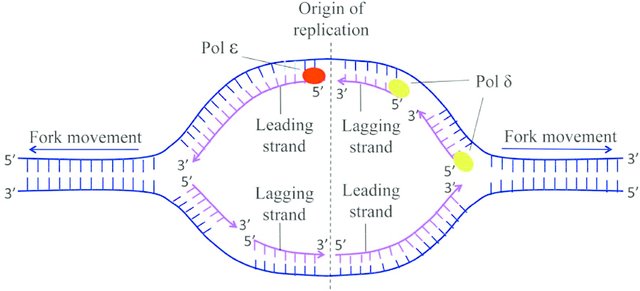 Origin of
replication
Pol ε
Pol δ
5’ 3’
5’
3’
Leading
strand
Lagging
strand
Fork movement
Fork movement
5’
3’
3’
5’
3’
3’
5’
5’
3’
Lagging
strand
Leading
strand
3’
5’
3’ 5’